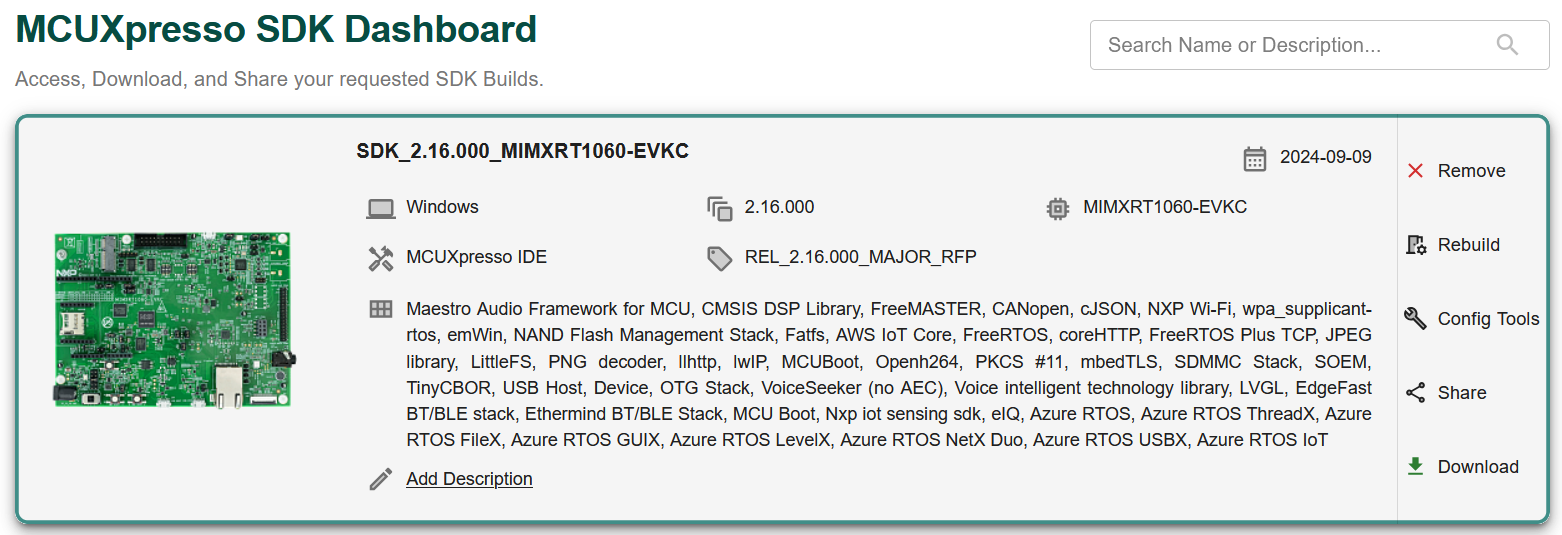 MCUXpresso SDK Dashboard
Search Name or Description...
Access, Download, and Share your requested SDK Builds.
SDK_2.16.000_MIMXRT1060-EVKC
2024-09-09
Remove
Windows
2.16.000
MIMXRT1060-EVKC
Rebuild
MCUXpresso IDE
REL_2.16.000_MAJOR_RFP
NXP
Maestro Audio Framework for MCU, CMSIS DSP Library, FreeMASTER, CANopen, cJSON, NXP Wi-Fi, wpa_supplicant-
rtos, emWin, NAND Flash Management Stack, Fatfs, AWS IoT Core, FreeRTOS, coreHTTP, FreeRTOS Plus TCP, JPEG
library, LittleFS, PNG decoder, llhttp, lwIP, MCUBoot, Openh264, PKCS #11, mbedTLS, SDMMC Stack, SOEM,
TinyCBOR, USB Host, Device, OTG Stack, VoiceSeeker (no AEC), Voice intelligent technology library, LVGL, EdgeFast
BT/BLE stack, Ethermind BT/BLE Stack, MCU Boot, Nxp iot sensing sdk, eIQ, Azure RTOS, Azure RTOS ThreadX, Azure
RTOS FileX, Azure RTOS GUIX, Azure RTOS LevelX, Azure RTOS NetX Duo, Azure RTOS USBX, Azure RTOS IoT
Config Tools
Share
Add Description
Download